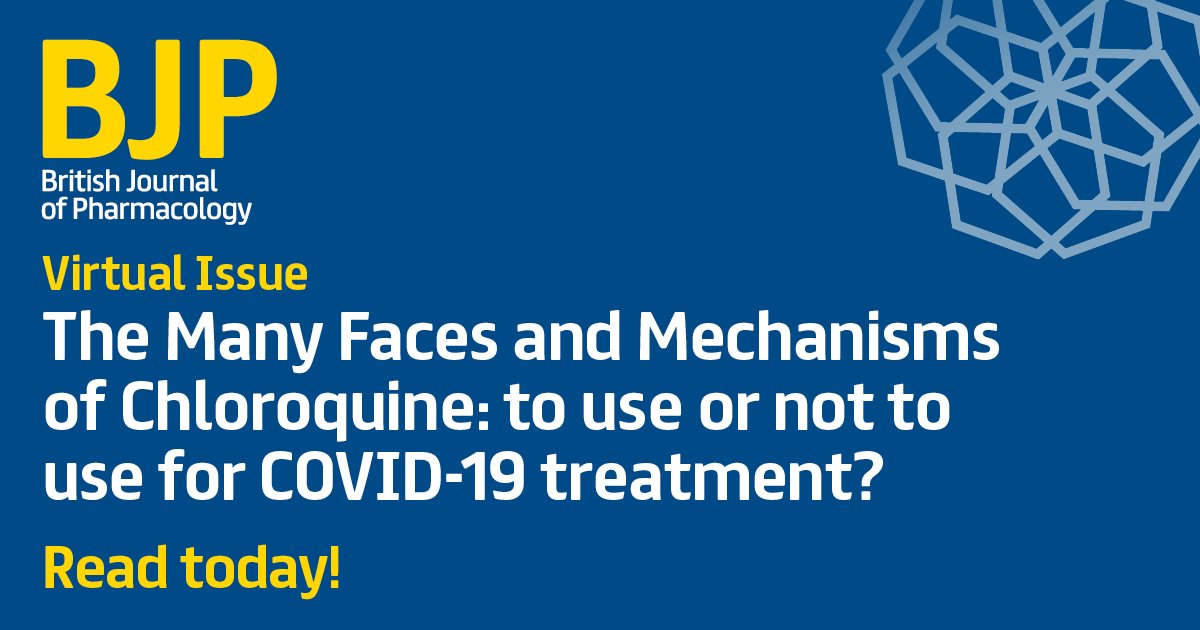 BJP
British Journal
of Pharmacology
Virtual Issue
The Many Faces and Mechanisms
of Chloroquine: to use or not to
use for COVID-19 treatment?
Read today!